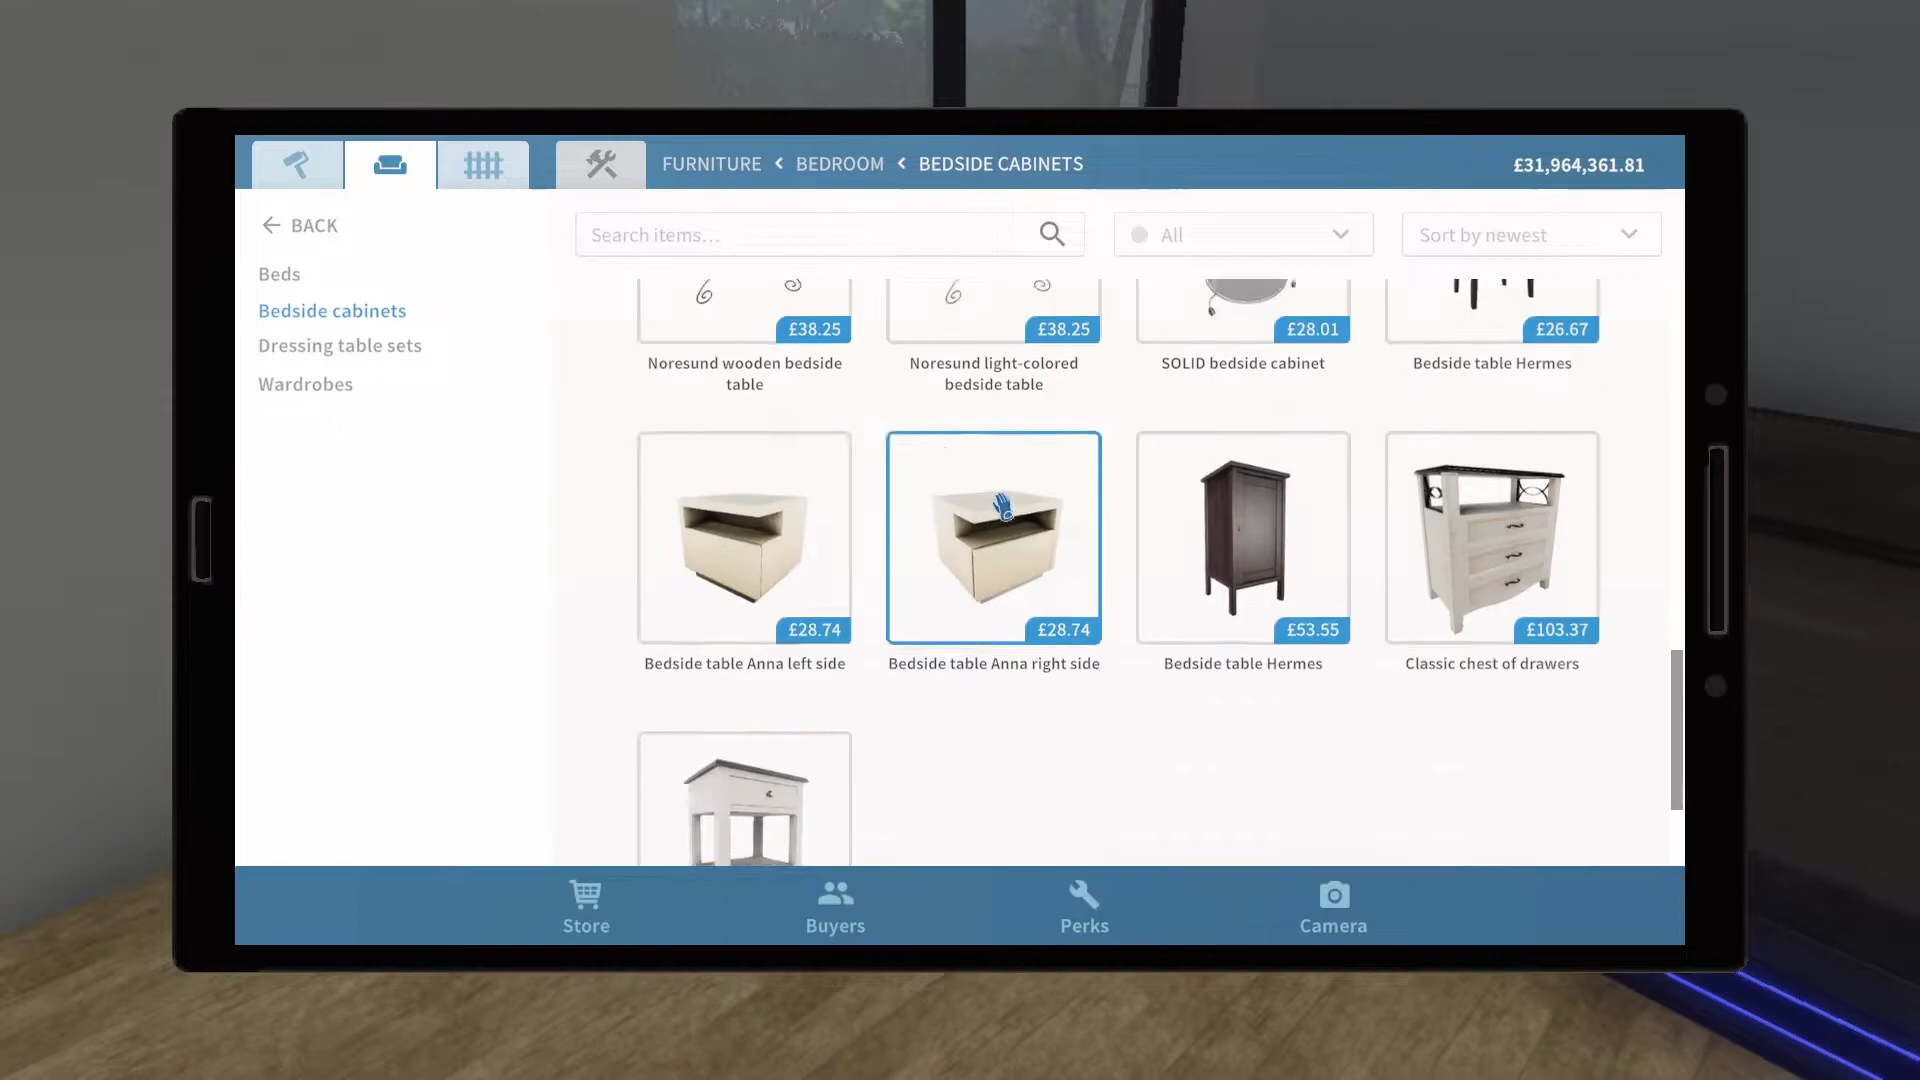 FURNITURE < BEDROOM < BEDSIDE CABINETS
£31,964,361.81
BACK
Search items...
All
Sort by newest
Beds
Bedside cabinets
Dressing table sets
Wardrobes
£38.25
£38.25
£28.01
£26.67
Noresund wooden bedside
table
Noresund light-colored
bedside table
SOLID bedside cabinet
Bedside table Hermes
£28.74
£28.74
£53.55
£103.37
Bedside table Anna left side
Bedside table Anna right side
Bedside table Hermes
Classic chest of drawers
Store
Buyers
Perks
Camera